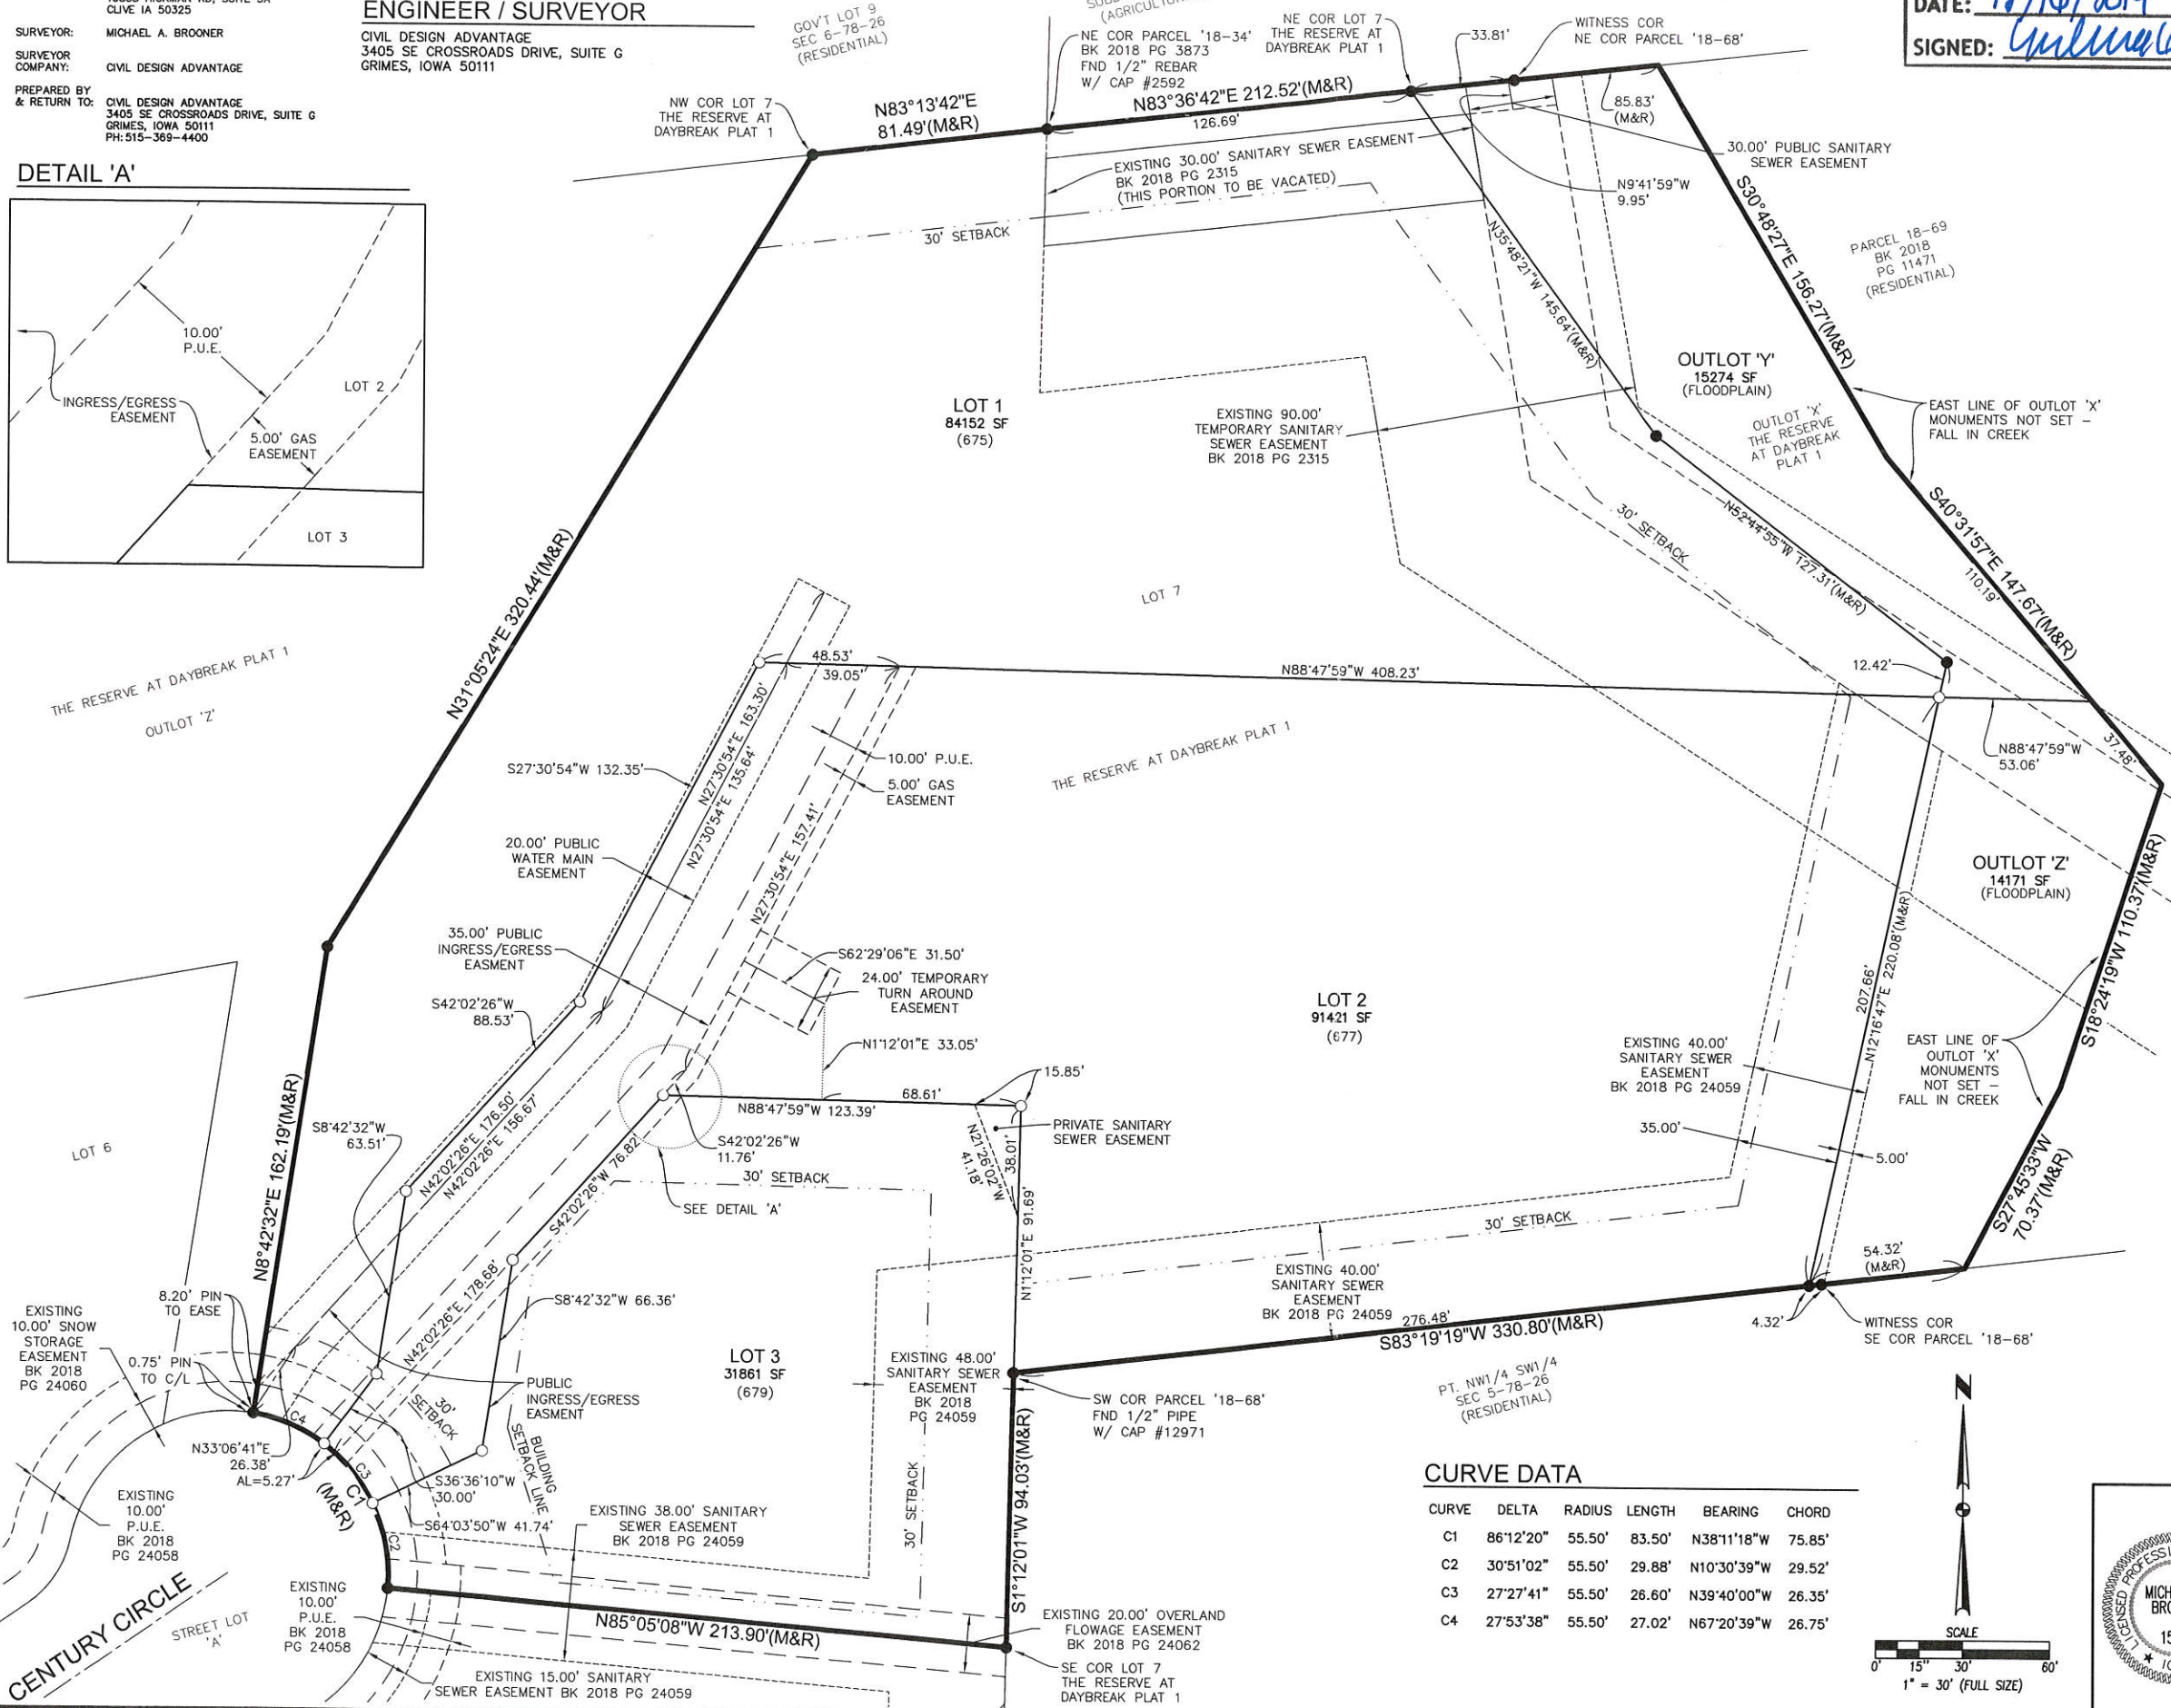 CLIVE IA 50325
SURVEYOR: MICHAEL A. BROONER
SURVEYOR
COMPANY: CIVIL DESIGN ADVANTAGE
PREPARED BY
& RETURN TO: CIVIL DESIGN ADVANTAGE
3405 SE CROSSROADS DRIVE, SUITE G
GRIMES, IOWA 50111
PH:515-369-4400
ENGINEER / SURVEYOR
CIVIL DESIGN ADVANTAGE
3405 SE CROSSROADS DRIVE, SUITE G
GRIMES, IOWA 50111
GOV'T LOT 9
SEC 6-78-26
(RESIDENTIAL)
DATE:
SIGNED:
NW COR LOT 7
THE RESERVE AT
DAYBREAK PLAT 1
N83°13'42"E
81.49'(M&R)
NE COR PARCEL '18-34'
BK 2018 PG 3873
FND 1/2" REBAR
W/ CAP #2592
N83°36'42"E 212.52'(M&R)
126.69'
NE COR LOT 7
THE RESERVE AT
DAYBREAK PLAT 1
33.81'
WITNESS COR
NE COR PARCEL '18-68'
85.83'
(M&R)
30.00' PUBLIC SANITARY
SEWER EASEMENT
N9°41'59"W
9.95'
EXISTING 30.00' SANITARY SEWER EASEMENT
BK 2018 PG 2315
(THIS PORTION TO BE VACATED)
30' SETBACK
DETAIL 'A'
10.00'
P.U.E.
LOT 2
INGRESS/EGRESS
EASEMENT
5.00' GAS
EASEMENT
LOT 3
N35°48'21"W 145.64'(M&R)
S30°48'27"E 156.27'(M&R)
PARCEL 18-69
BK 2018
PG 11471
(RESIDENTIAL)
OUTLOT 'Y'
15274 SF
(FLOODPLAIN)
OUTLOT 'X'
THE RESERVE
AT DAYBREAK
PLAT 1
EAST LINE OF OUTLOT 'X'
MONUMENTS NOT SET -
FALL IN CREEK
LOT 1
84152 SF
(675)
EXISTING 90.00'
TEMPORARY SANITARY
SEWER EASEMENT
BK 2018 PG 2315
30' SETBACK
N52°44'55"W 127.31'(M&R)
S40°31'57"E 147.67'(M&R)
110.19'
N31°05'24"E 320.44'(M&R)
LOT 7
THE RESERVE AT DAYBREAK PLAT 1
OUTLOT 'Z'
48.53'
39.05'
N88°47'59"W 408.23'
12.42'
N88°47'59"W
53.06'
37.48'
THE RESERVE AT DAYBREAK PLAT 1
S27°30'54"W 132.35'
N27°30'54"E 163.30'
N27°30'54"E 135.64'
N27°30'54"E 157.41'
10.00' P.U.E.
5.00' GAS
EASEMENT
20.00' PUBLIC
WATER MAIN
EASEMENT
OUTLOT 'Z'
14171 SF
(FLOODPLAIN)
S18°24'19"W 110.37'(M&R)
35.00' PUBLIC
INGRESS/EGRESS
EASMENT
S62°29'06"E 31.50'
24.00' TEMPORARY
TURN AROUND
EASEMENT
N1°12'01"E 33.05'
S42°02'26"W
88.53'
LOT 2
91421 SF
(677)
207.66'
N12°16'47"E 220.08'(M&R)
EXISTING 40.00'
SANITARY SEWER
EASEMENT
BK 2018 PG 24059
EAST LINE OF
OUTLOT 'X'
MONUMENTS
NOT SET -
FALL IN CREEK
35.00'
5.00'
S27°45'33"W
70.37'(M&R)
15.85'
68.61'
N88°47'59"W 123.39'
PRIVATE SANITARY
SEWER EASEMENT
N21°26'02"W
41.18'
38.01'
N1°12'01"E 91.69'
S42°02'26"W
11.76'
SEE DETAIL 'A'
30' SETBACK
S42°02'26"W 76.82'
N42°02'26"E 176.50'
N42°02'26"E 156.67'
N42°02'26"E 178.68'
S8°42'32"W
63.51'
N8°42'32"E 162.19'(M&R)
LOT 6
S8°42'32"W 66.36'
8.20' PIN
TO EASE
0.75' PIN
TO C/L
EXISTING
10.00' SNOW
STORAGE
EASEMENT
BK 2018
PG 24060
PUBLIC
INGRESS/EGRESS
EASMENT
30'
SETBACK
BUILDING
SETBACK LINE
LOT 3
31861 SF
(679)
EXISTING 48.00'
SANITARY SEWER
EASEMENT
BK 2018
PG 24059
30' SETBACK
EXISTING 40.00'
SANITARY SEWER
EASEMENT
BK 2018 PG 24059
30' SETBACK
276.48'
S83°19'19"W 330.80'(M&R)
54.32'
(M&R)
4.32'
WITNESS COR
SE COR PARCEL '18-68'
PT. NW1/4 SW1/4
SEC 5-78-26
(RESIDENTIAL)
SW COR PARCEL '18-68'
FND 1/2" PIPE
W/ CAP #12971
S1°12'01"W 94.03'(M&R)
C4
C3
C1
(M&R)
C2
N33°06'41"E
26.38'
AL=5.27'
S36°36'10"W
30.00'
S64°03'50"W 41.74'
EXISTING
10.00'
P.U.E.
BK 2018
PG 24058
EXISTING
10.00'
P.U.E.
BK 2018
PG 24058
EXISTING 38.00' SANITARY
SEWER EASEMENT
BK 2018 PG 24059
N85°05'08"W 213.90'(M&R)
EXISTING 20.00' OVERLAND
FLOWAGE EASEMENT
BK 2018 PG 24062
EXISTING 15.00' SANITARY
SEWER EASEMENT BK 2018 PG 24059
SE COR LOT 7
THE RESERVE AT
DAYBREAK PLAT 1
CENTURY CIRCLE
STREET LOT
'A'
CURVE DATA
CURVE DELTA RADIUS LENGTH BEARING CHORD
C1 86°12'20" 55.50' 83.50' N38°11'18"W 75.85'
C2 30°51'02" 55.50' 29.88' N10°30'39"W 29.52'
C3 27°27'41" 55.50' 26.60' N39°40'00"W 26.35'
C4 27°53'38" 55.50' 27.02' N67°20'39"W 26.75'
N
SCALE
0' 15' 30' 60'
1" = 30' (FULL SIZE)
LICENSED